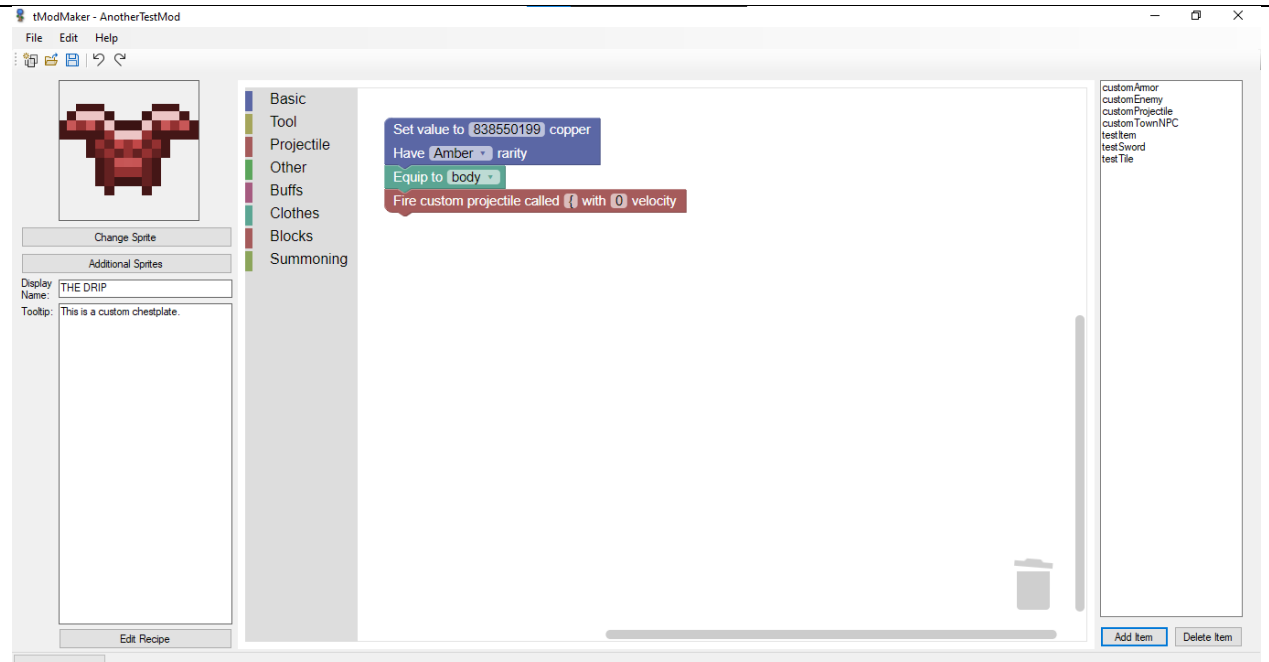 tModMaker - AnotherTestMod
File Edit Help
Change Sprite
Additional Sprites
Display Name: THE DRIP
Tooltip: This is a custom chestplate.
Edit Recipe
Basic
Tool
Projectile
Other
Buffs
Clothes
Blocks
Summoning
Set value to 838550199 copper
Have Amber rarity
Equip to body
Fire custom projectile called { with 0 velocity
customArmor
customEnemy
customProjectile
customTownNPC
testItem
testSword
testTile
Add Item Delete Item